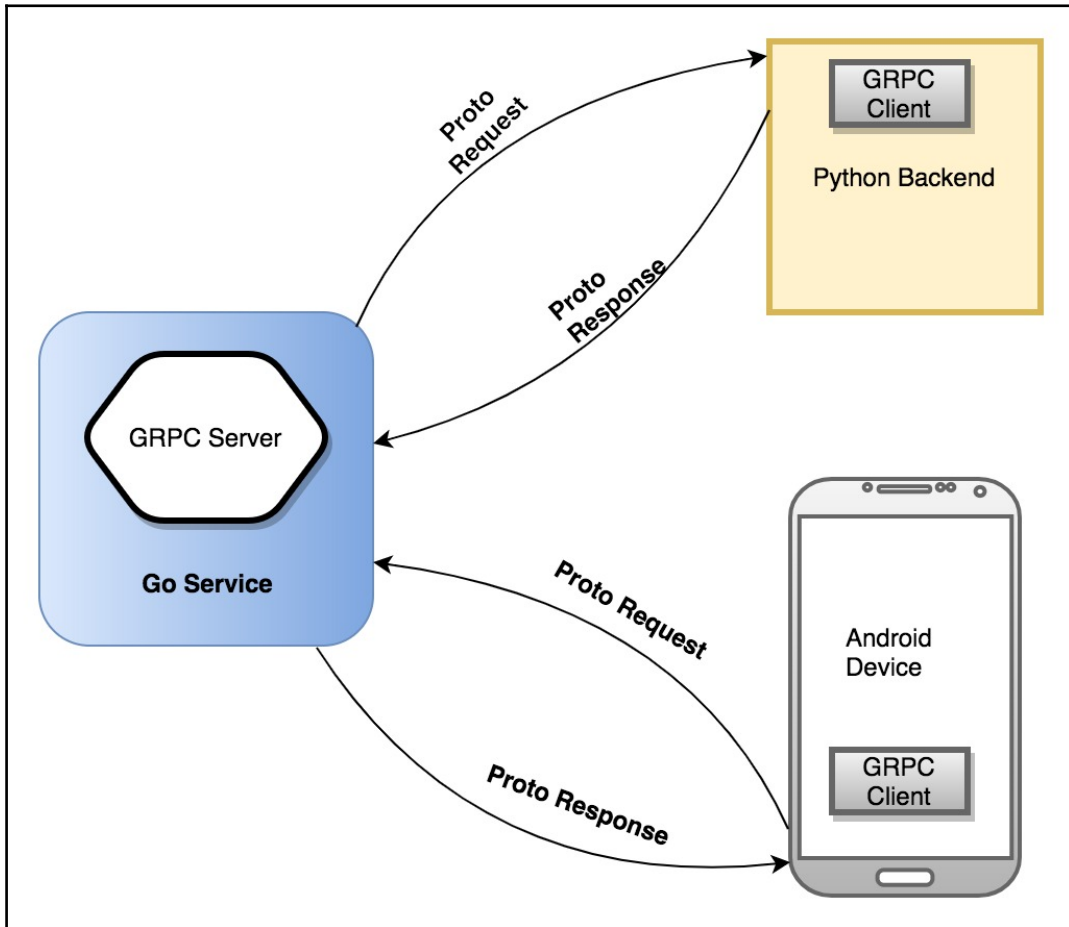 GRPC
Client
Python Backend
Proto
Request
Proto
Response
GRPC Server
Go Service
Proto Request
Android
Device
Proto Response
GRPC
Client